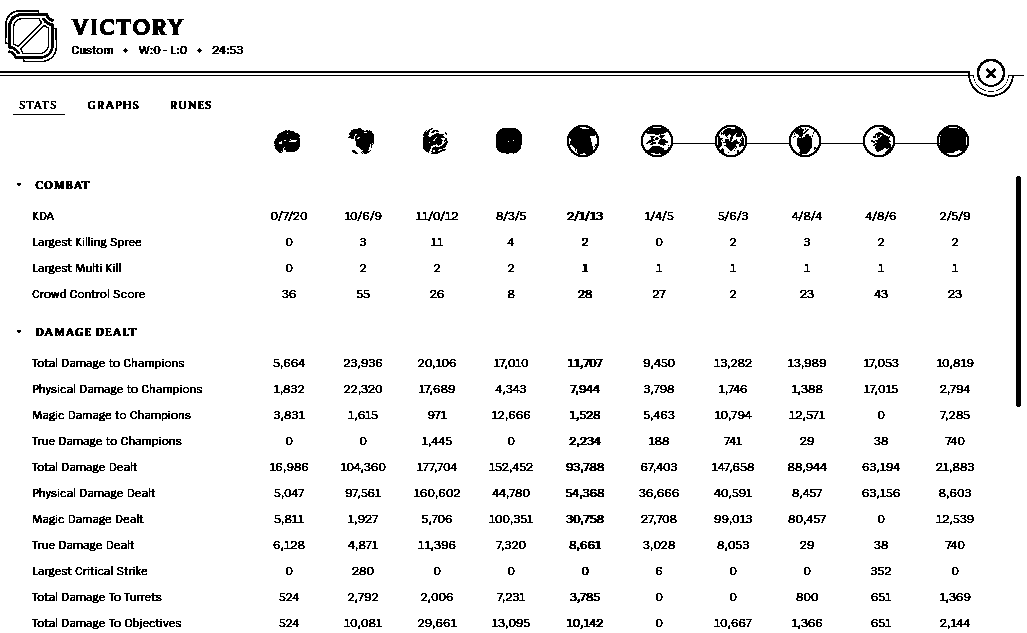 VICTORY
Custom • W:0 - L:0 • 24:53
STATS GRAPHS RUNES
COMBAT
KDA 0/7/20 10/6/9 11/0/12 8/3/5 2/1/13 1/4/5 5/6/3 4/8/4 4/8/6 2/5/9
Largest Killing Spree 0 3 11 4 2 0 2 3 2 2
Largest Multi Kill 0 2 2 2 1 1 1 1 1 1
Crowd Control Score 36 55 26 8 28 27 2 23 43 23
DAMAGE DEALT
Total Damage to Champions 5,664 23,936 20,106 17,010 11,707 9,450 13,282 13,989 17,053 10,819
Physical Damage to Champions 1,832 22,320 17,689 4,343 7,944 3,798 1,746 1,388 17,015 2,794
Magic Damage to Champions 3,831 1,615 971 12,666 1,528 5,463 10,794 12,571 0 7,285
True Damage to Champions 0 0 1,445 0 2,234 188 741 29 38 740
Total Damage Dealt 16,986 104,360 177,704 152,452 93,788 67,403 147,658 88,944 63,194 21,883
Physical Damage Dealt 5,047 97,561 160,602 44,780 54,368 36,666 40,591 8,457 63,156 8,603
Magic Damage Dealt 5,811 1,927 5,706 100,351 30,758 27,708 99,013 80,457 0 12,539
True Damage Dealt 6,128 4,871 11,396 7,320 8,661 3,028 8,053 29 38 740
Largest Critical Strike 0 280 0 0 0 6 0 0 352 0
Total Damage To Turrets 524 2,792 2,006 7,231 3,785 0 0 800 651 1,369
Total Damage To Objectives 524 10,081 29,661 13,095 10,142 0 10,667 1,366 651 2,144